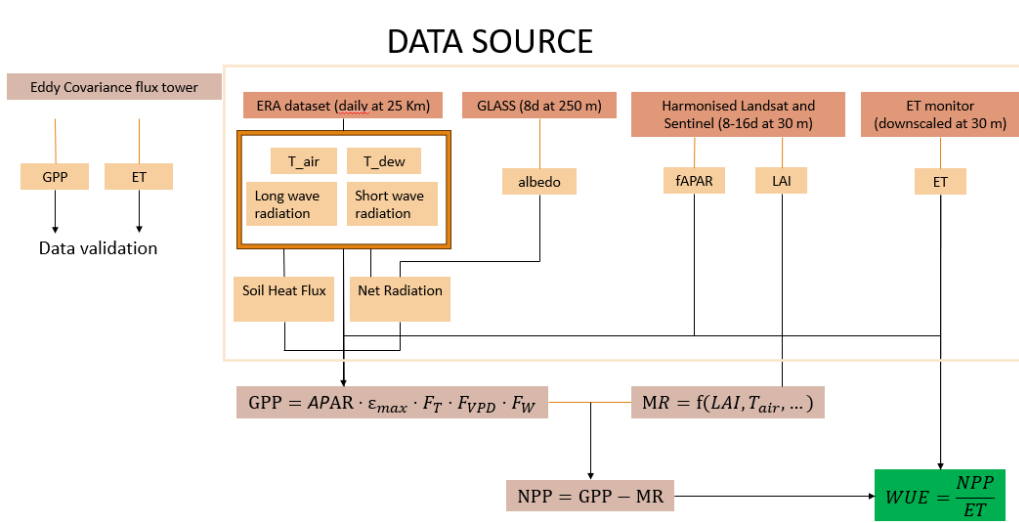 DATA SOURCE
Eddy Covariance flux tower
GPP
ET
Data validation
ERA dataset (daily at 25 Km)
T_air
T_dew
Long wave
radiation
Short wave
radiation
Soil Heat Flux
Net Radiation
GLASS (8d at 250 m)
albedo
Harmonised Landsat and
Sentinel (8-16d at 30 m)
fAPAR
LAI
ET monitor
(downscaled at 30 m)
ET
GPP = APAR · ε_max · F_T · F_VPD · F_W
MR = f(LAI, T_air, …)
NPP = GPP − MR
WUE = NPP/ET